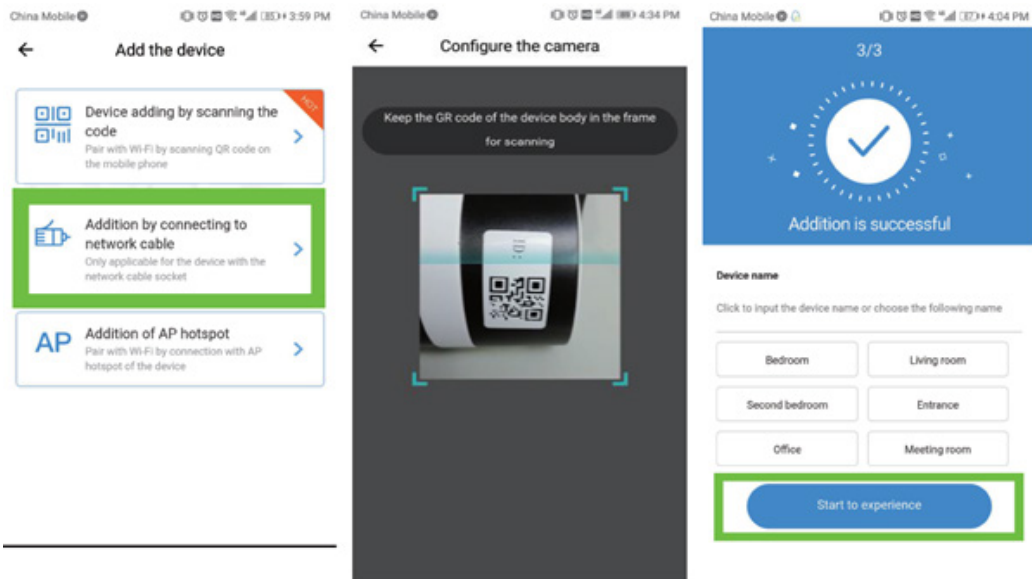 China Mobile
3:59 PM
Add the device
Device adding by scanning the
code
HOT
Pair with Wi-Fi by scanning QR code on
the mobile phone
Addition by connecting to
network cable
Only applicable for the device with the
network cable socket
AP
Addition of AP hotspot
Pair with Wi-Fi by connection with AP
hotspot of the device
China Mobile
4:34 PM
Configure the camera
Keep the GR code of the device body in the frame
for scanning
ID:
China Mobile
4:04 PM
3/3
Addition is successful
Device name
Click to input the device name or choose the following name
Bedroom
Living room
Second bedroom
Entrance
Office
Meeting room
Start to experience